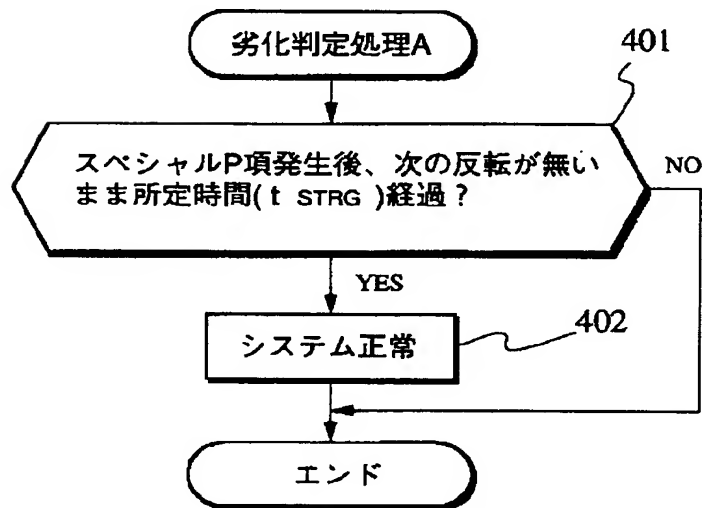 劣化判定処理A
401
スペシャルP項発生後、次の反転が無い
まま所定時間( t STRG )経過？
NO
YES
システム正常
402
エンド